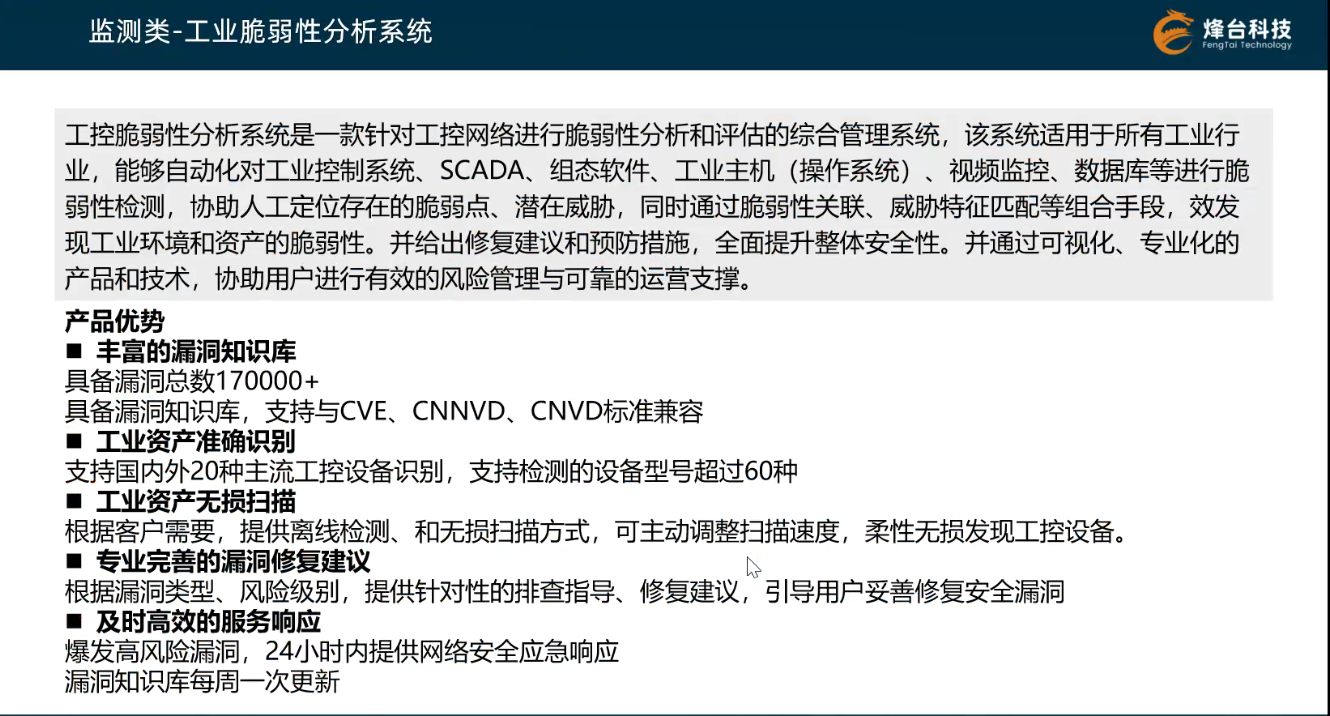 监测类-工业脆弱性分析系统
烽台科技
FengTai Technology
工控脆弱性分析系统是一款针对工控网络进行脆弱性分析和评估的综合管理系统，该系统适用于所有工业行
业，能够自动化对工业控制系统、SCADA、组态软件、工业主机（操作系统）、视频监控、数据库等进行脆
弱性检测，协助人工定位存在的脆弱点、潜在威胁，同时通过脆弱性关联、威胁特征匹配等组合手段，效发
现工业环境和资产的脆弱性。并给出修复建议和预防措施，全面提升整体安全性。并通过可视化、专业化的
产品和技术，协助用户进行有效的风险管理与可靠的运营支撑。
产品优势
■ 丰富的漏洞知识库
具备漏洞总数170000+
具备漏洞知识库，支持与CVE、CNNVD、CNVD标准兼容
■ 工业资产准确识别
支持国内外20种主流工控设备识别，支持检测的设备型号超过60种
■ 工业资产无损扫描
根据客户需要，提供离线检测、和无损扫描方式，可主动调整扫描速度，柔性无损发现工控设备。
■ 专业完善的漏洞修复建议
根据漏洞类型、风险级别，提供针对性的排查指导、修复建议，引导用户妥善修复安全漏洞
■ 及时高效的服务响应
爆发高风险漏洞，24小时内提供网络安全应急响应
漏洞知识库每周一次更新